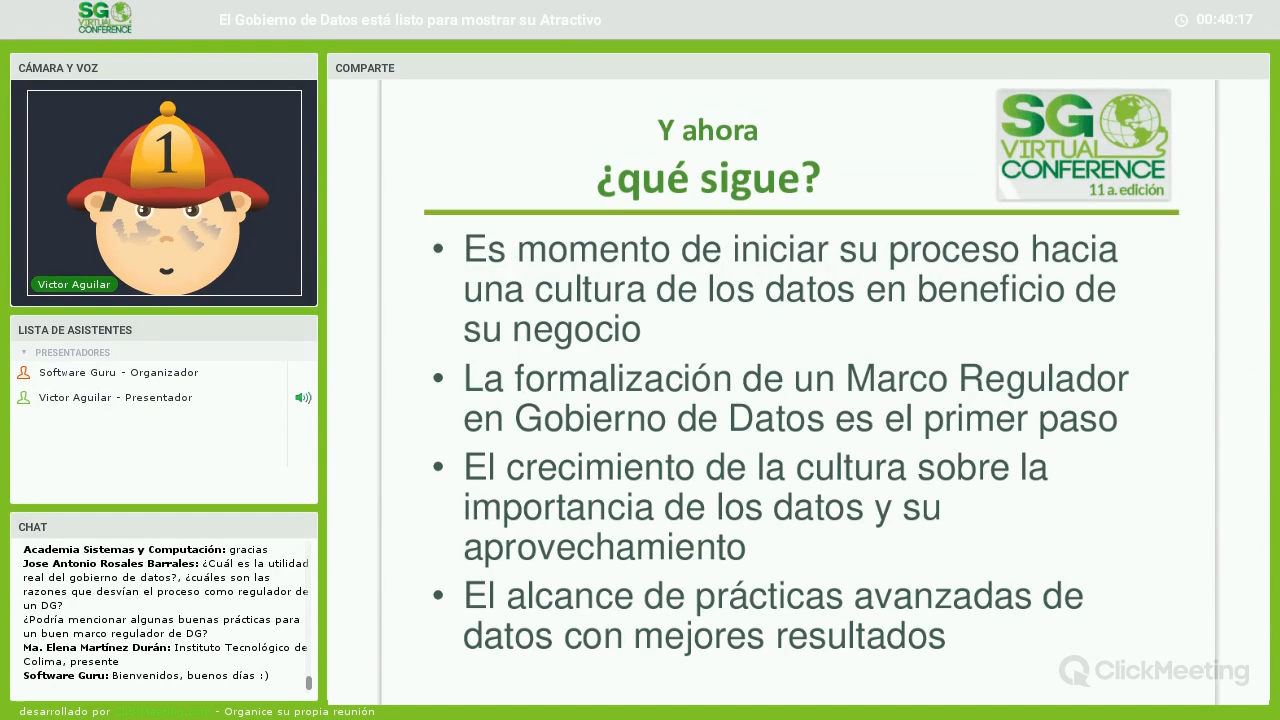 SG
VIRTUAL
CONFERENCE
El Gobierno de Datos está listo para mostrar su Atractivo
00:40:17
CÁMARA Y VOZ
1
Victor Aguilar
LISTA DE ASISTENTES
PRESENTADORES
Software Guru - Organizador
Victor Aguilar - Presentador
CHAT
Academia Sistemas y Computación: gracias
Jose Antonio Rosales Barrales: ¿Cuál es la utilidad
real del gobierno de datos?, ¿cuáles son las
razones que desvían el proceso como regulador de
un DG?
¿Podría mencionar algunas buenas prácticas para
un buen marco regulador de DG?
Ma. Elena Martínez Durán: Instituto Tecnológico de
Colima, presente
Software Guru: Bienvenidos, buenos días :)
desarrollado por - Organice su propia reunión
COMPARTE
Y ahora
¿qué sigue?
SG
VIRTUAL
CONFERENCE
11 a. edición
• Es momento de iniciar su proceso hacia
una cultura de los datos en beneficio de
su negocio
• La formalización de un Marco Regulador
en Gobierno de Datos es el primer paso
• El crecimiento de la cultura sobre la
importancia de los datos y su
aprovechamiento
• El alcance de prácticas avanzadas de
datos con mejores resultados
ClickMeeting